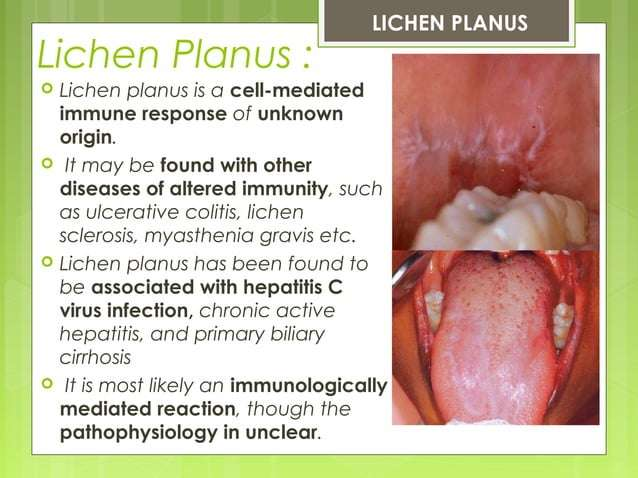 LICHEN PLANUS
Lichen Planus :
Lichen planus is a cell-mediated
immune response of unknown
origin.
It may be found with other
diseases of altered immunity, such
as ulcerative colitis, lichen
sclerosis, myasthenia gravis etc.
Lichen planus has been found to
be associated with hepatitis C
virus infection, chronic active
hepatitis, and primary biliary
cirrhosis
It is most likely an immunologically
mediated reaction, though the
pathophysiology in unclear.